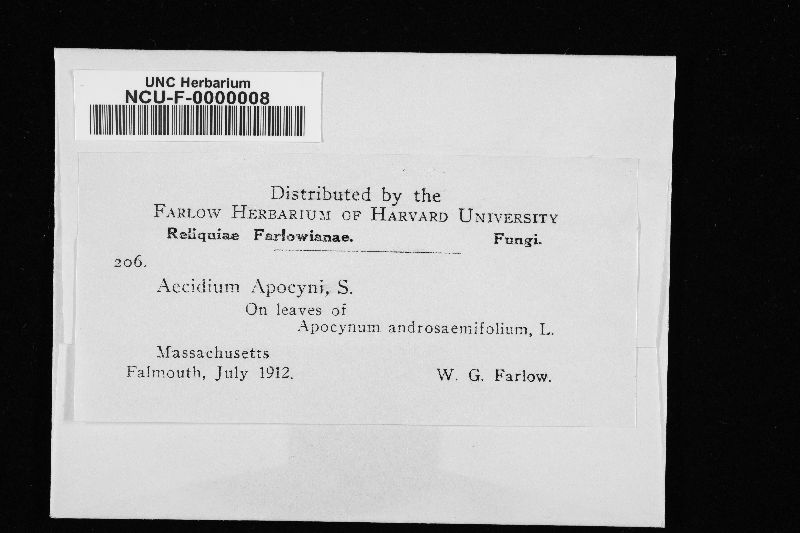 UNC Herbarium
NCU-F-0000008
Distributed by the
FARLOW HERBARIUM OF HARVARD UNIVERSITY
Reliquiae Farlowianae. Fungi.
206.
Aecidium Apocyni, S.
On leaves of
Apocynum androsaemifolium, L.
Massachusetts
Falmouth, July 1912. W. G. Farlow.